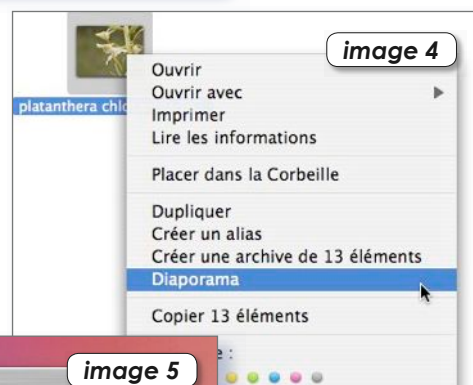 image 4
Ouvrir
Ouvrir avec
platanthera
Imprimer
Lire les informations
Placer dans la Corbeille
Dupliquer
Créer un alias
Créer une archive de 13 éléments
Diaporama
Copier 13 éléments
image 5